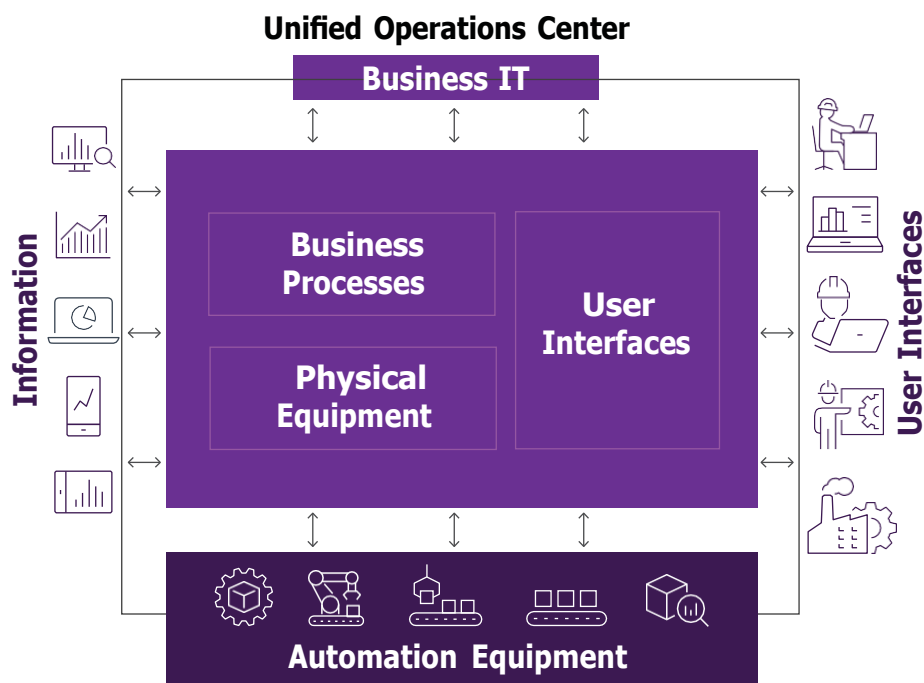 Unified Operations Center
Business IT
Information
Business
Processes
Physical
Equipment
User
Interfaces
User Interfaces
Automation Equipment